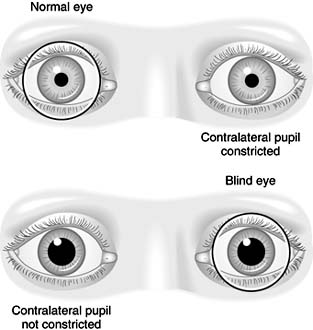 Normal eye
Contralateral pupil
constricted
Blind eye
Contralateral pupil
not constricted